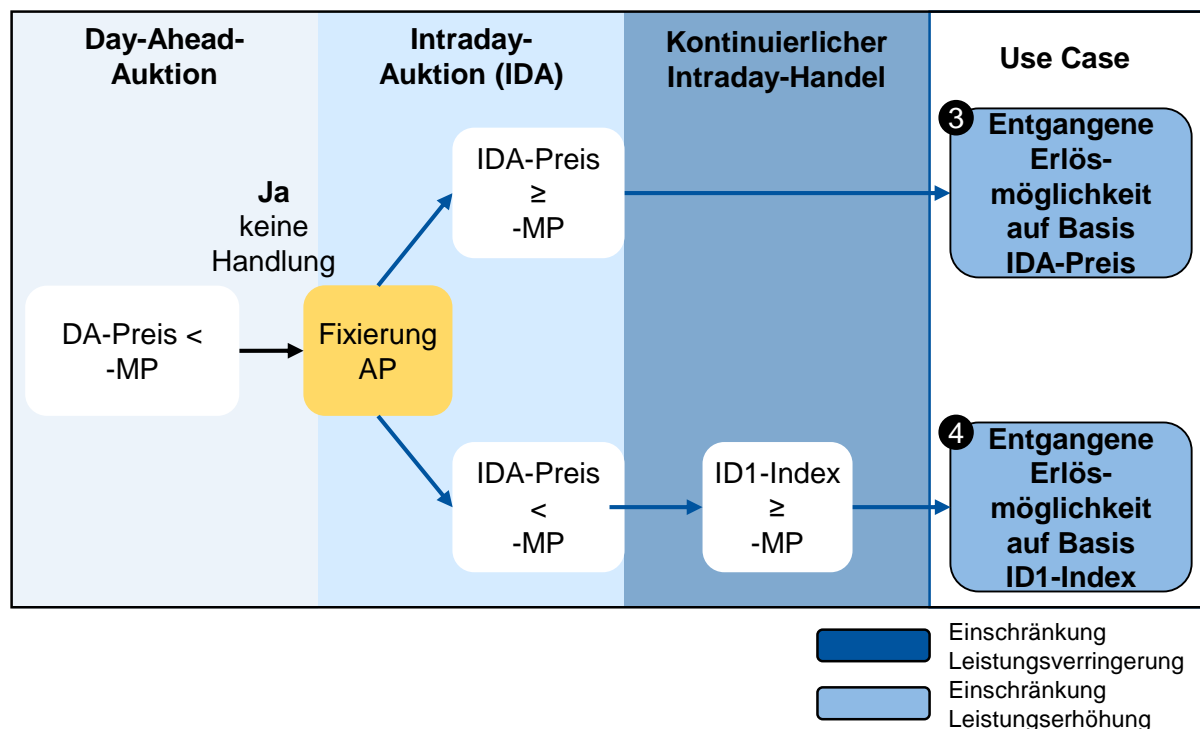 Day-Ahead-
Auktion
Intraday-
Auktion (IDA)
Kontinuierlicher
Intraday-Handel
Use Case
DA-Preis <
-MP
Ja
keine
Handlung
Fixierung
AP
IDA-Preis
≥
-MP
3
Entgangene
Erlös-
möglichkeit
auf Basis
IDA-Preis
IDA-Preis
<
-MP
ID1-Index
≥
-MP
4
Entgangene
Erlös-
möglichkeit
auf Basis
ID1-Index
Einschränkung
Leistungsverringerung
Einschränkung
Leistungserhöhung